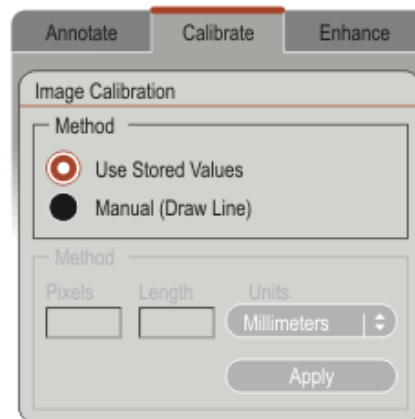 Annotate Calibrate Enhance
Image Calibration
Method
Use Stored Values
Manual (Draw Line)
Method
Pixels Length Units
Millimeters
Apply